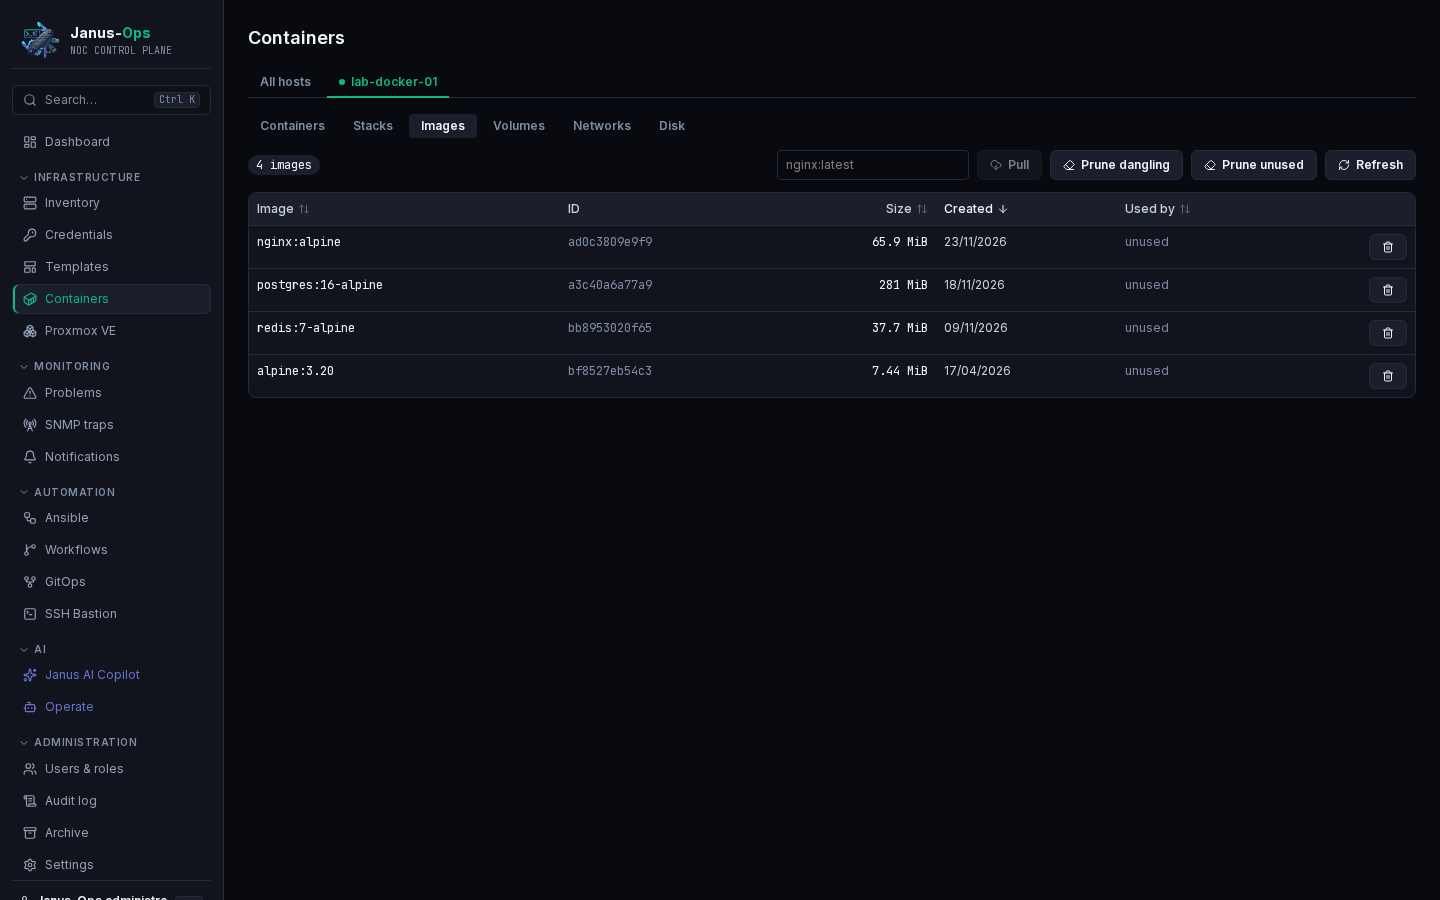 Janus-Ops
NOC CONTROL PLANE
Search...
Ctrl K
Dashboard
INFRASTRUCTURE
Inventory
Credentials
Templates
Containers
Proxmox VE
MONITORING
Problems
SNMP traps
Notifications
AUTOMATION
Ansible
Workflows
GitOps
SSH Bastion
AI
Janus AI Copilot
Operate
ADMINISTRATION
Users & roles
Audit log
Archive
Settings
Janus-Ops administra
Containers
All hosts lab-docker-01
Containers Stacks Images Volumes Networks Disk
4 images nginx:latest Pull Prune dangling Prune unused Refresh
Image ID Size Created Used by
nginx:alpine ad0c3809e9f9 65.9 MiB 23/11/2026 unused
postgres:16-alpine a3c40a6a77a9 281 MiB 18/11/2026 unused
redis:7-alpine bb8953020f65 37.7 MiB 09/11/2026 unused
alpine:3.20 bf8527eb54c3 7.44 MiB 17/04/2026 unused